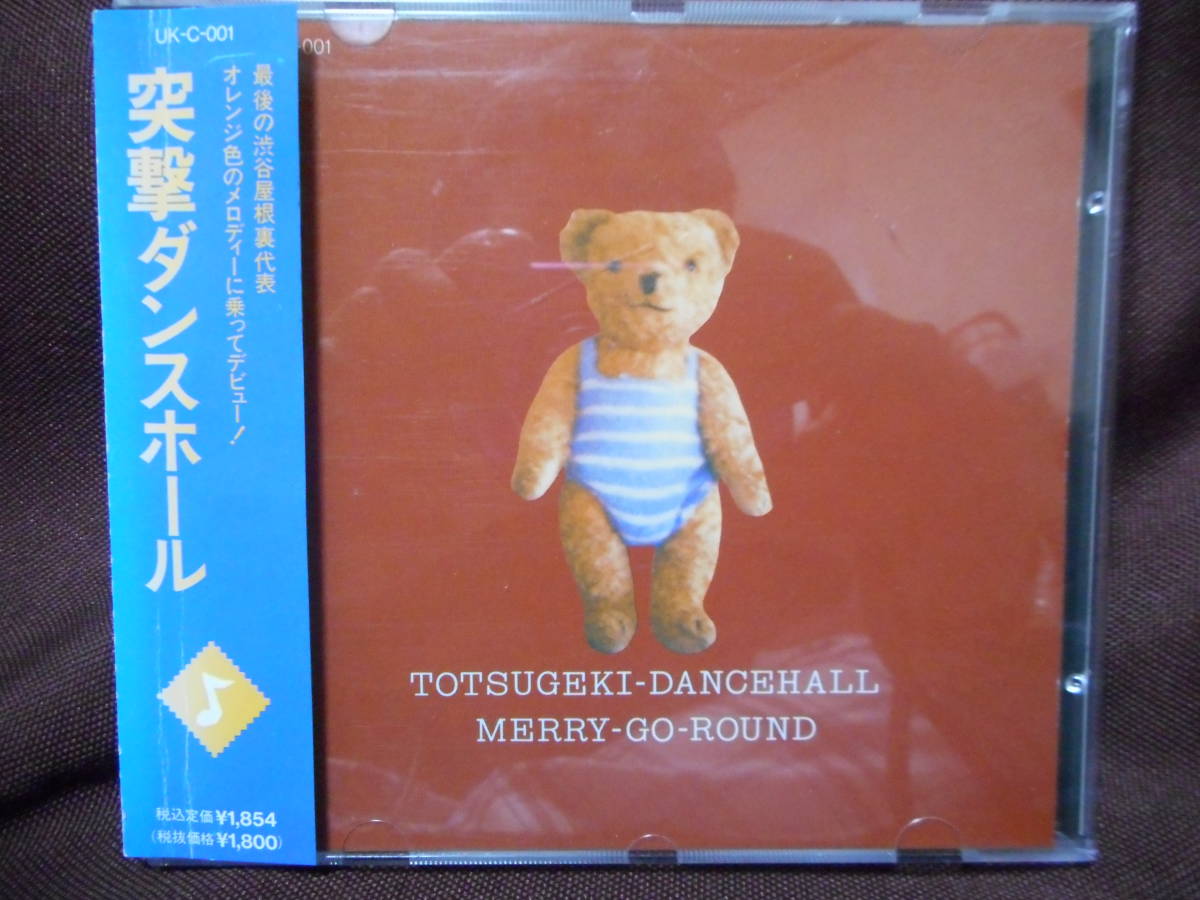 UK-C-001
最後の渋谷屋根裏代表
オレンジ色のメロディーに乗ってデビュー!
突撃ダンスホール
税込定価¥1,854
(税抜価格¥1,800)
-001
TOTSUGEKI-DANCEHALL
MERRY-GO-ROUND